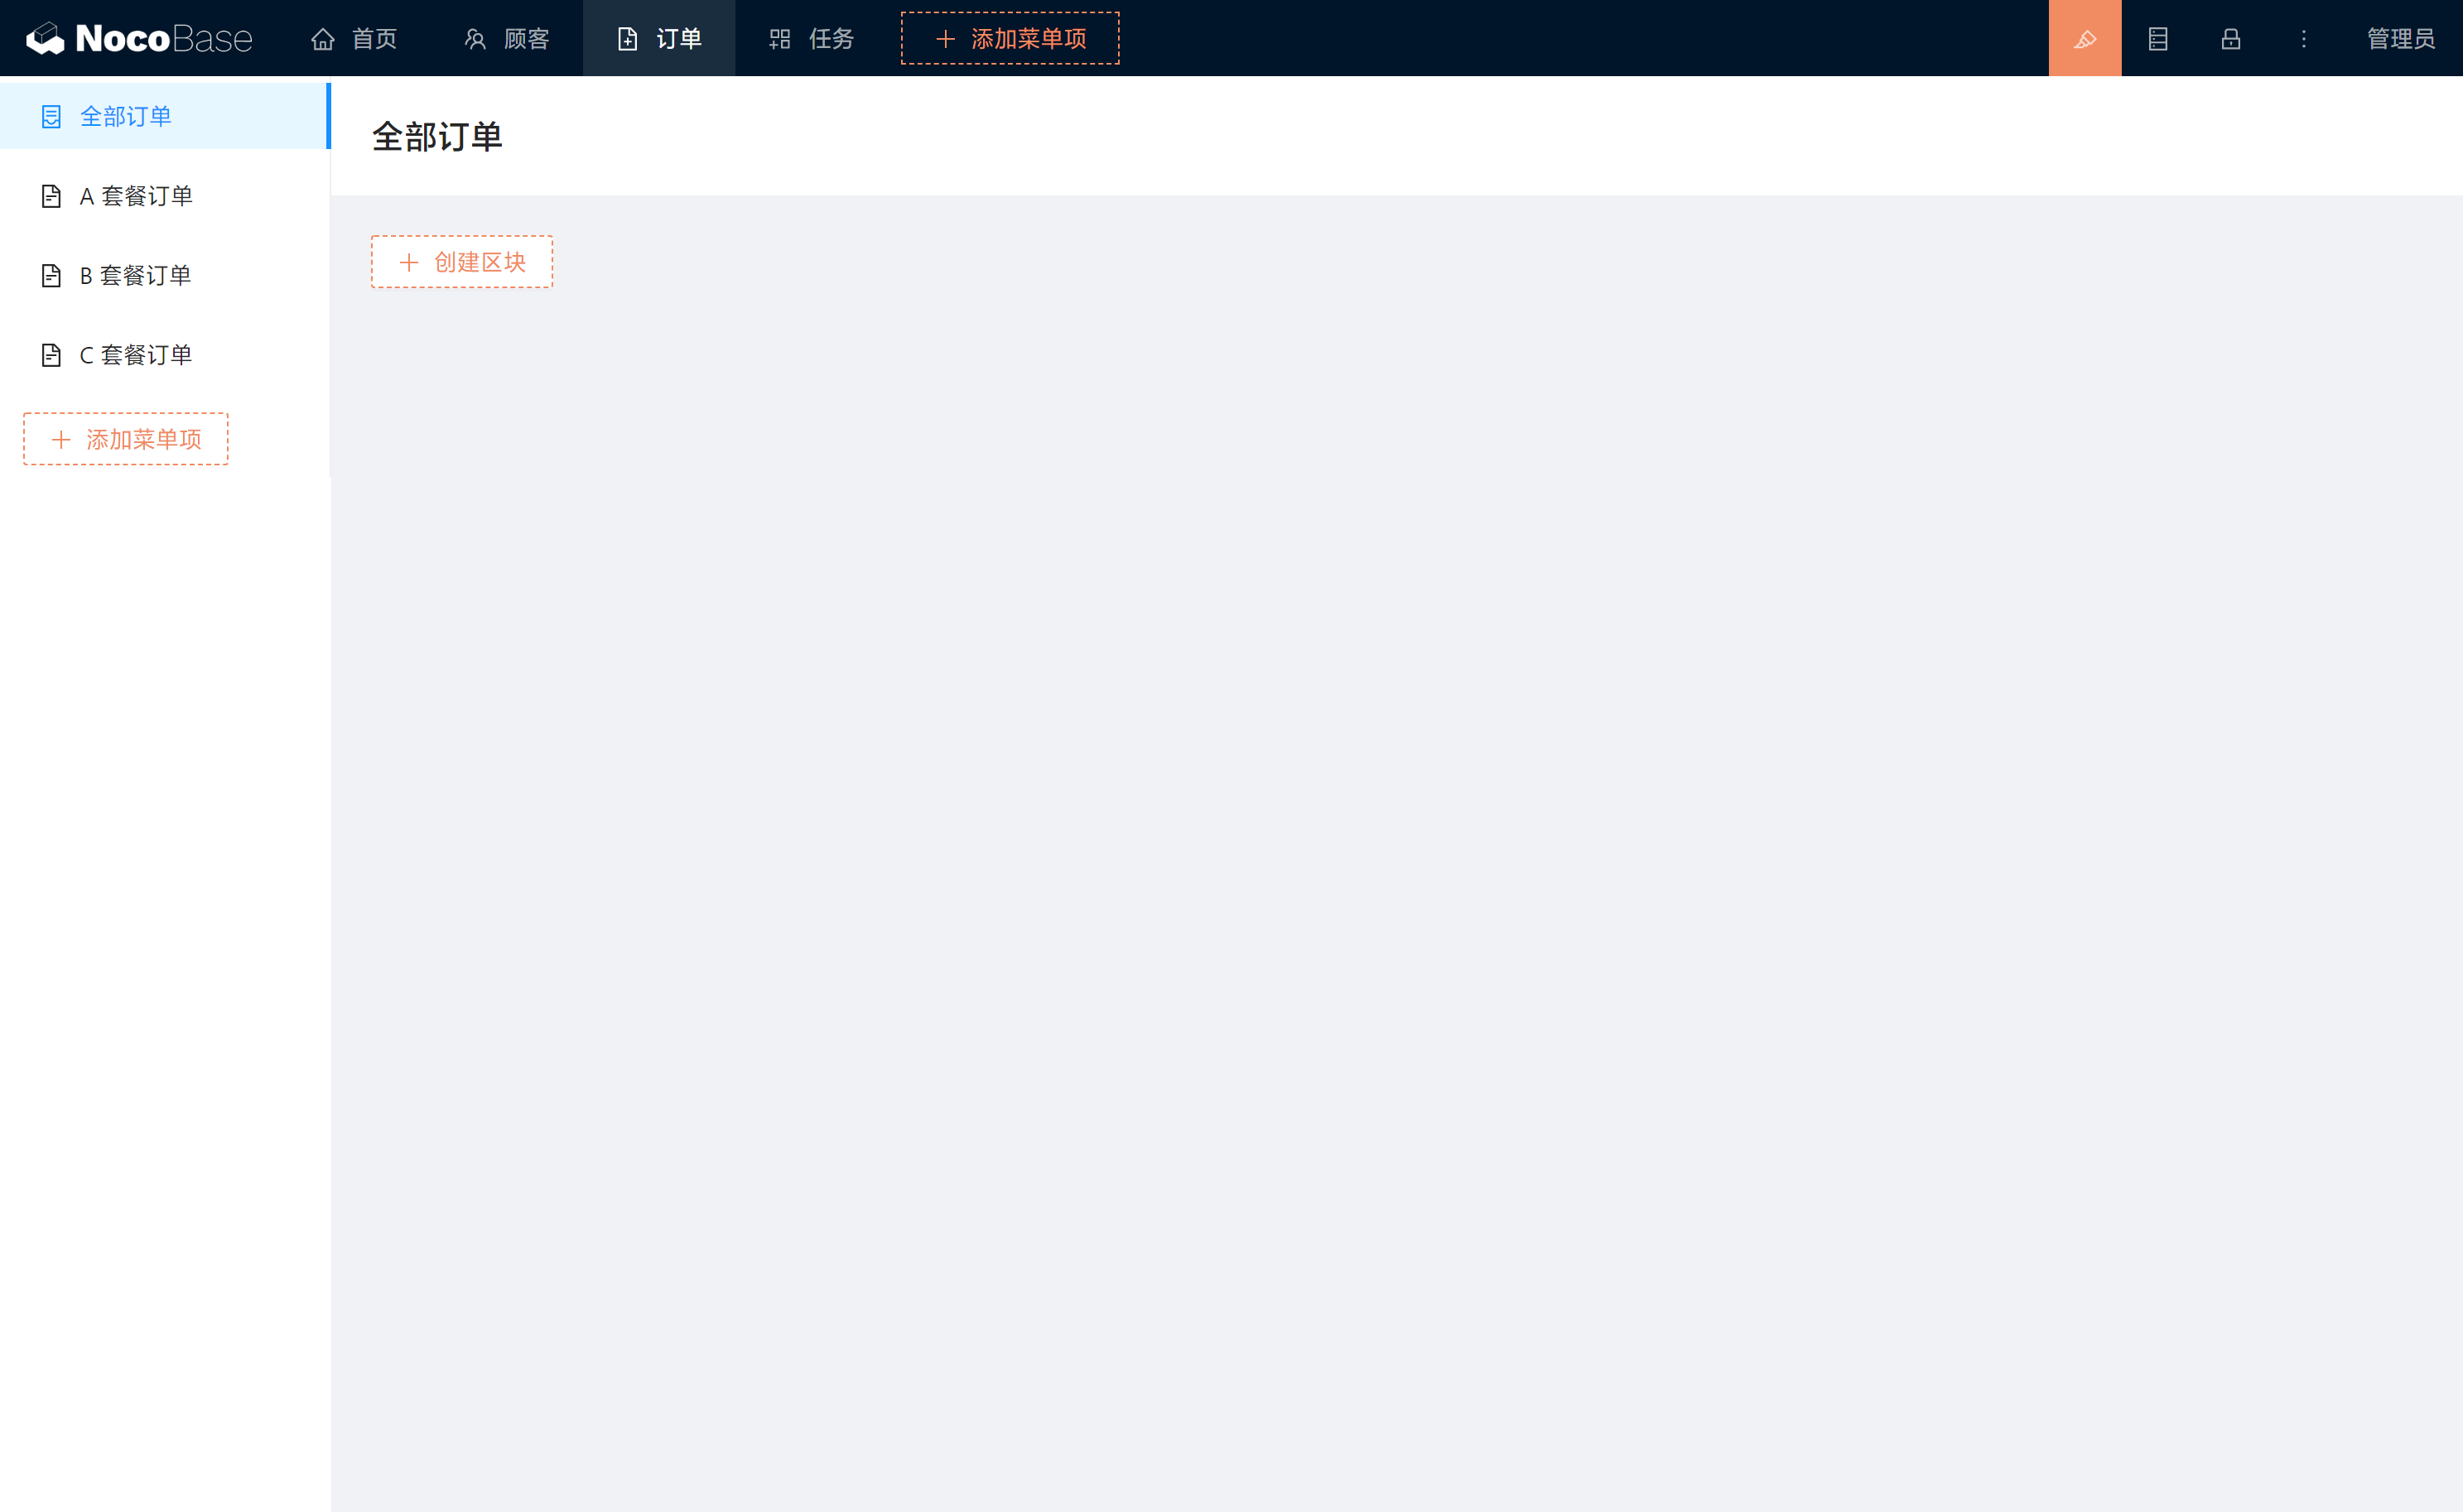 NocoBase 首页 顾客 订单 任务 添加菜单项 管理员
全部订单
A 套餐订单
B 套餐订单
C 套餐订单
添加菜单项
全部订单
创建区块